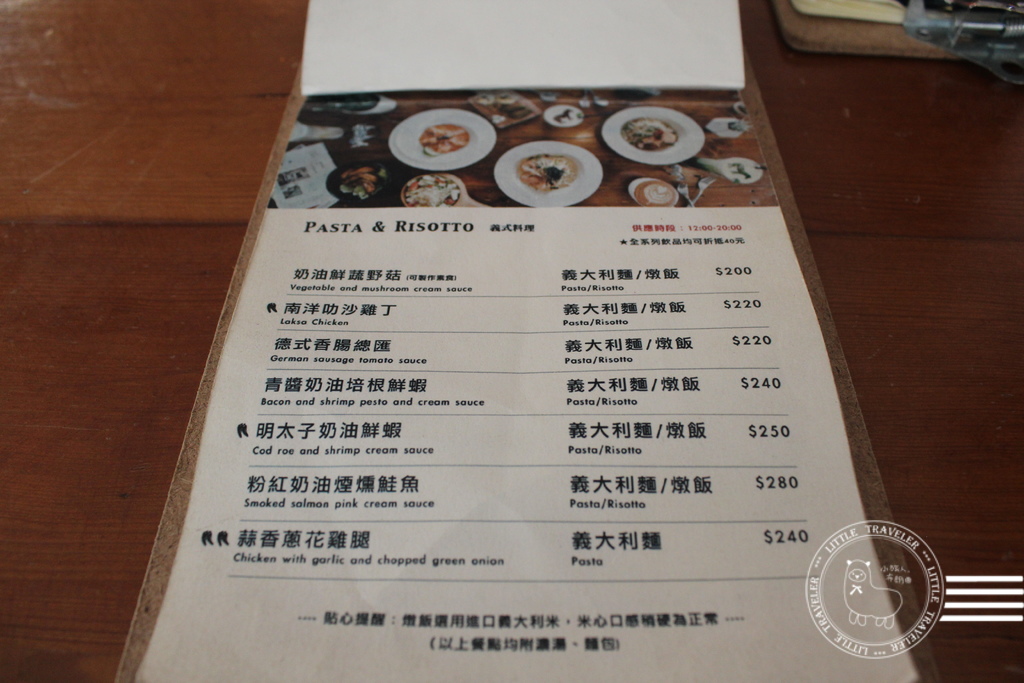 PASTA & RISOTTO 義式料理
供應時段：12:00-20:00
★全系列飲品均可折抵40元
奶油鮮蔬野菇 (可製作素食) 義大利麵/燉飯 $200
Vegetable and mushroom cream sauce Pasta/Risotto
南洋叻沙雞丁 義大利麵/燉飯 $220
Laksa Chicken Pasta/Risotto
德式香腸總匯 義大利麵/燉飯 $220
German sausage tomato sauce Pasta/Risotto
青醬奶油培根鮮蝦 義大利麵/燉飯 $240
Bacon and shrimp pesto and cream sauce Pasta/Risotto
明太子奶油鮮蝦 義大利麵/燉飯 $250
Cod roe and shrimp cream sauce Pasta/Risotto
粉紅奶油煙燻鮭魚 義大利麵/燉飯 $280
Smoked salmon pink cream sauce Pasta/Risotto
蒜香蔥花雞腿 義大利麵 $240
Chicken with garlic and chopped green onion Pasta
---- 貼心提醒：燉飯選用進口義大利米，米心口感稍硬為正常 ----
(以上餐點均附濃湯、麵包)
LITTLE TRAVELER *** LITTLE TRAVELER *** LITTLE TRAVELER ***